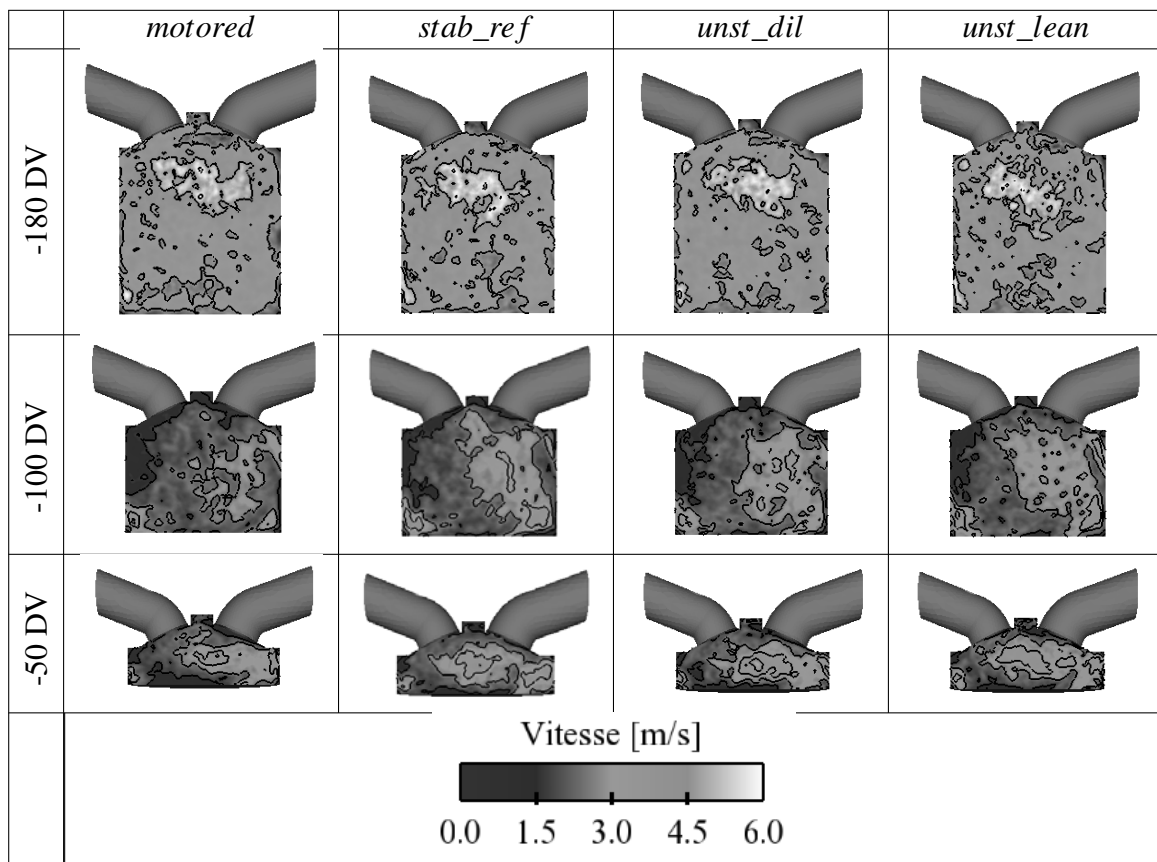 motored stab_ref unst_dil unst_lean
-180 DV
-100 DV
-50 DV
Vitesse [m/s]
0.0 1.5 3.0 4.5 6.0